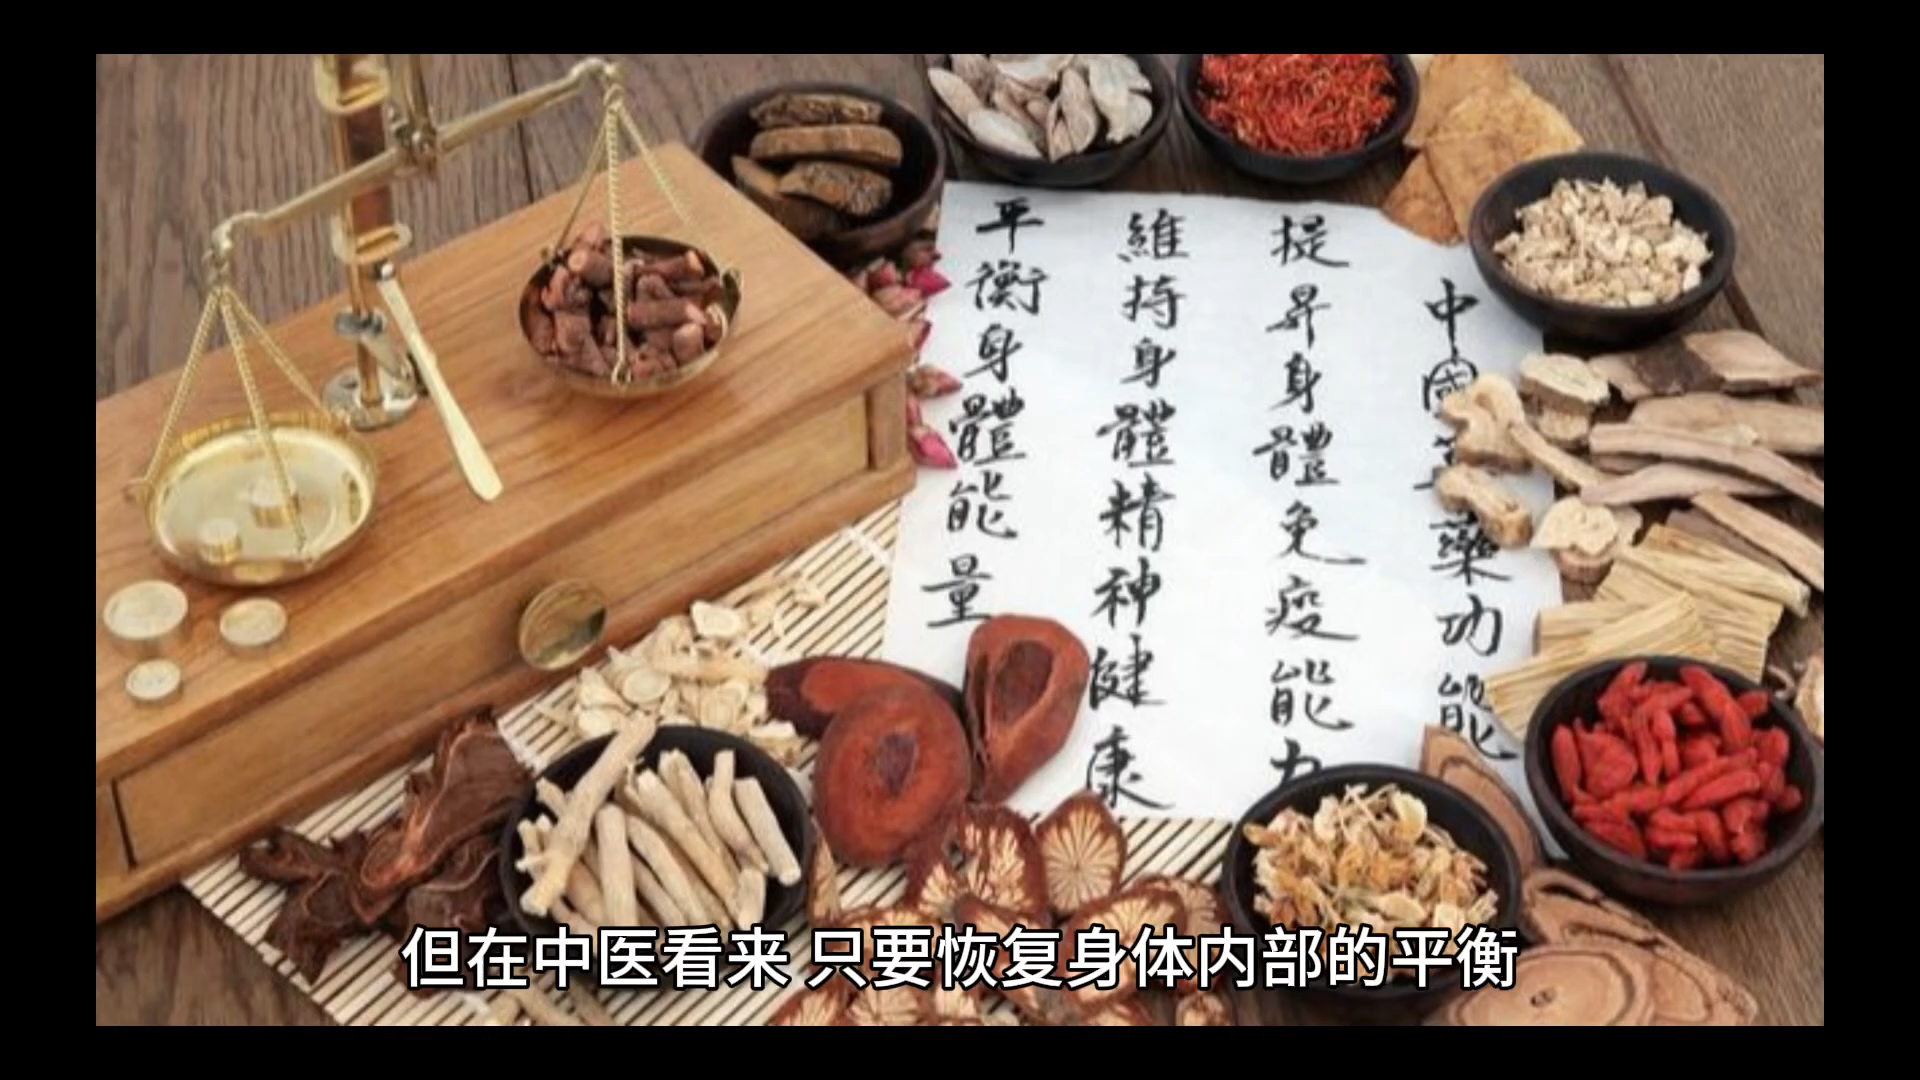 中國藥功能
提昇身體免疫能力
維持身體精神健康
平衡身體能量
但在中医看来 只要恢复身体内部的平衡